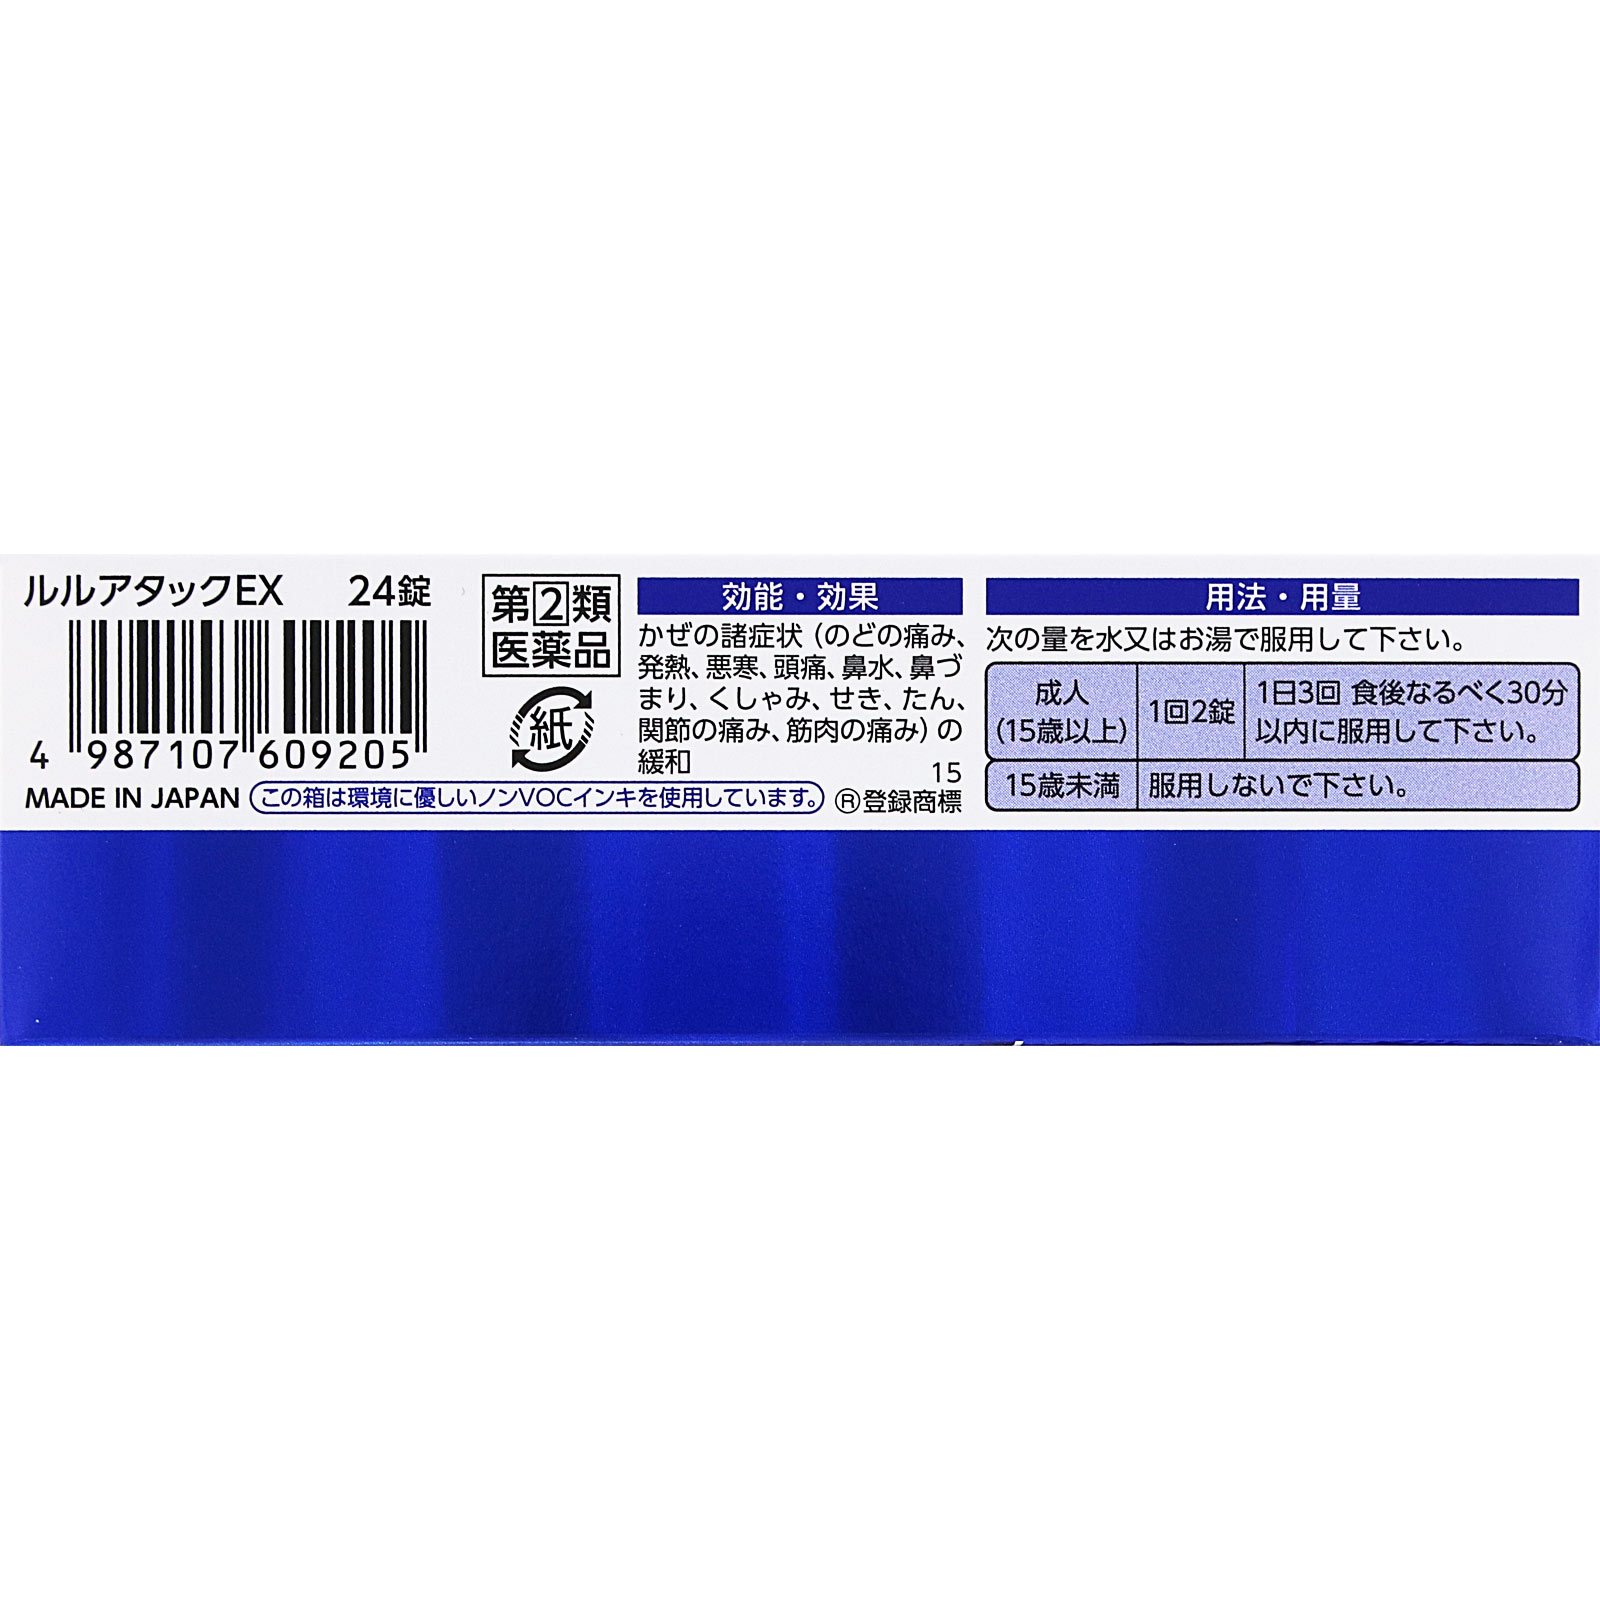 ルルアタックEX 24錠
4 987107 609205
MADE IN JAPAN
この箱は環境に優しいノンVOCインキを使用しています。
第②類
医薬品
紙
効能・効果
かぜの諸症状（のどの痛み、
発熱、悪寒、頭痛、鼻水、鼻づ
まり、くしゃみ、せき、たん、
関節の痛み、筋肉の痛み）の
緩和
15
®登録商標
用法・用量
次の量を水又はお湯で服用して下さい。
成人
(15歳以上)
1回2錠
1日3回 食後なるべく30分
以内に服用して下さい。
15歳未満
服用しないで下さい。